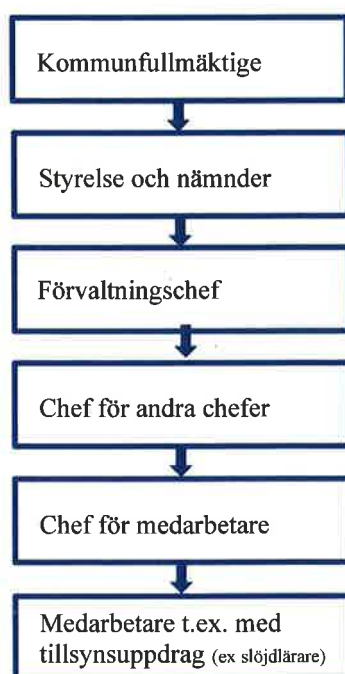 Kommunfullmäktige
Styrelse och nämnder
Förvaltningschef
Chef för andra chefer
Chef för medarbetare
Medarbetare t.ex. med
tillsynsuppdrag (ex slöjdlärare)